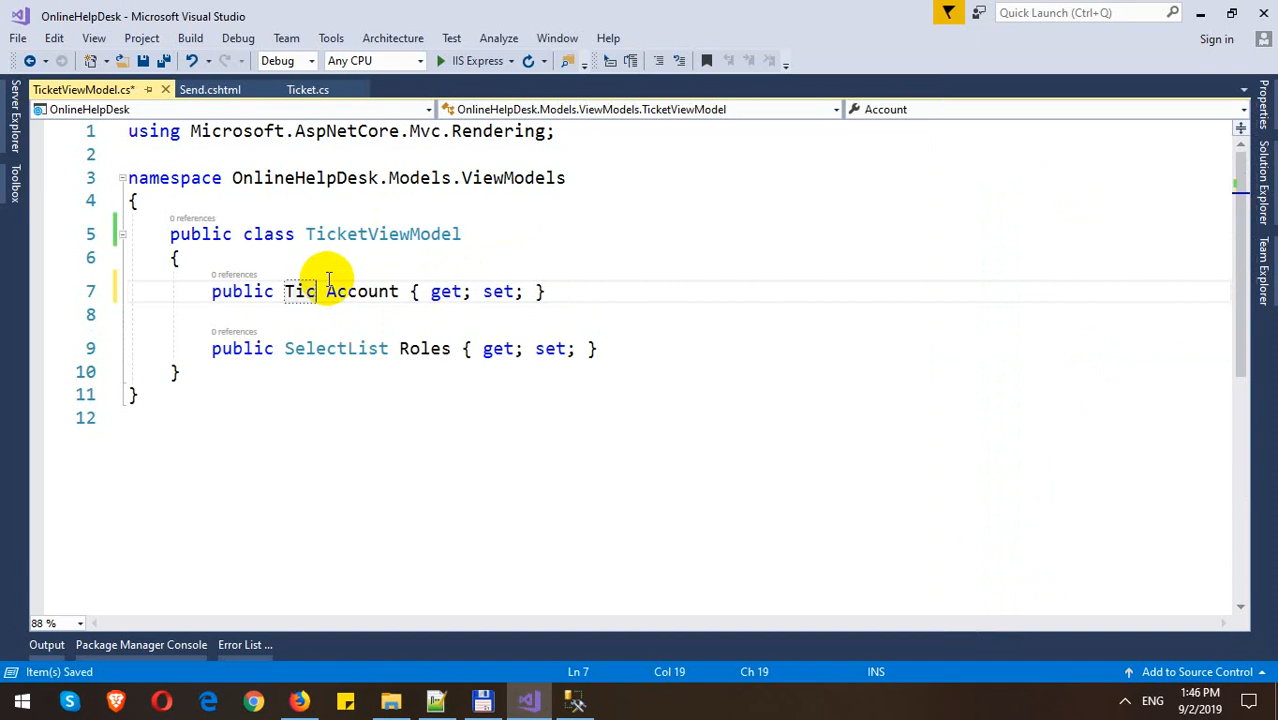 OnlineHelpDesk - Microsoft Visual Studio
Quick Launch (Ctrl+Q)
File Edit View Project Build Debug Team Tools Architecture Test Analyze Window Help
Sign in
Debug Any CPU IIS Express
TicketViewModel.cs* Send.cshtml Ticket.cs
OnlineHelpDesk OnlineHelpDesk.Models.ViewModels.TicketViewModel Account
Server Explorer
Toolbox
Properties
Solution Explorer
Team Explorer
1 using Microsoft.AspNetCore.Mvc.Rendering;
2
3 namespace OnlineHelpDesk.Models.ViewModels
4 {
0 references
5 public class TicketViewModel
6 {
0 references
7 public Tic Account { get; set; }
8
0 references
9 public SelectList Roles { get; set; }
10 }
11 }
12
88 %
Output Package Manager Console Error List ...
Item(s) Saved Ln 7 Col 19 Ch 19 INS Add to Source Control
ENG
1:46 PM
9/2/2019